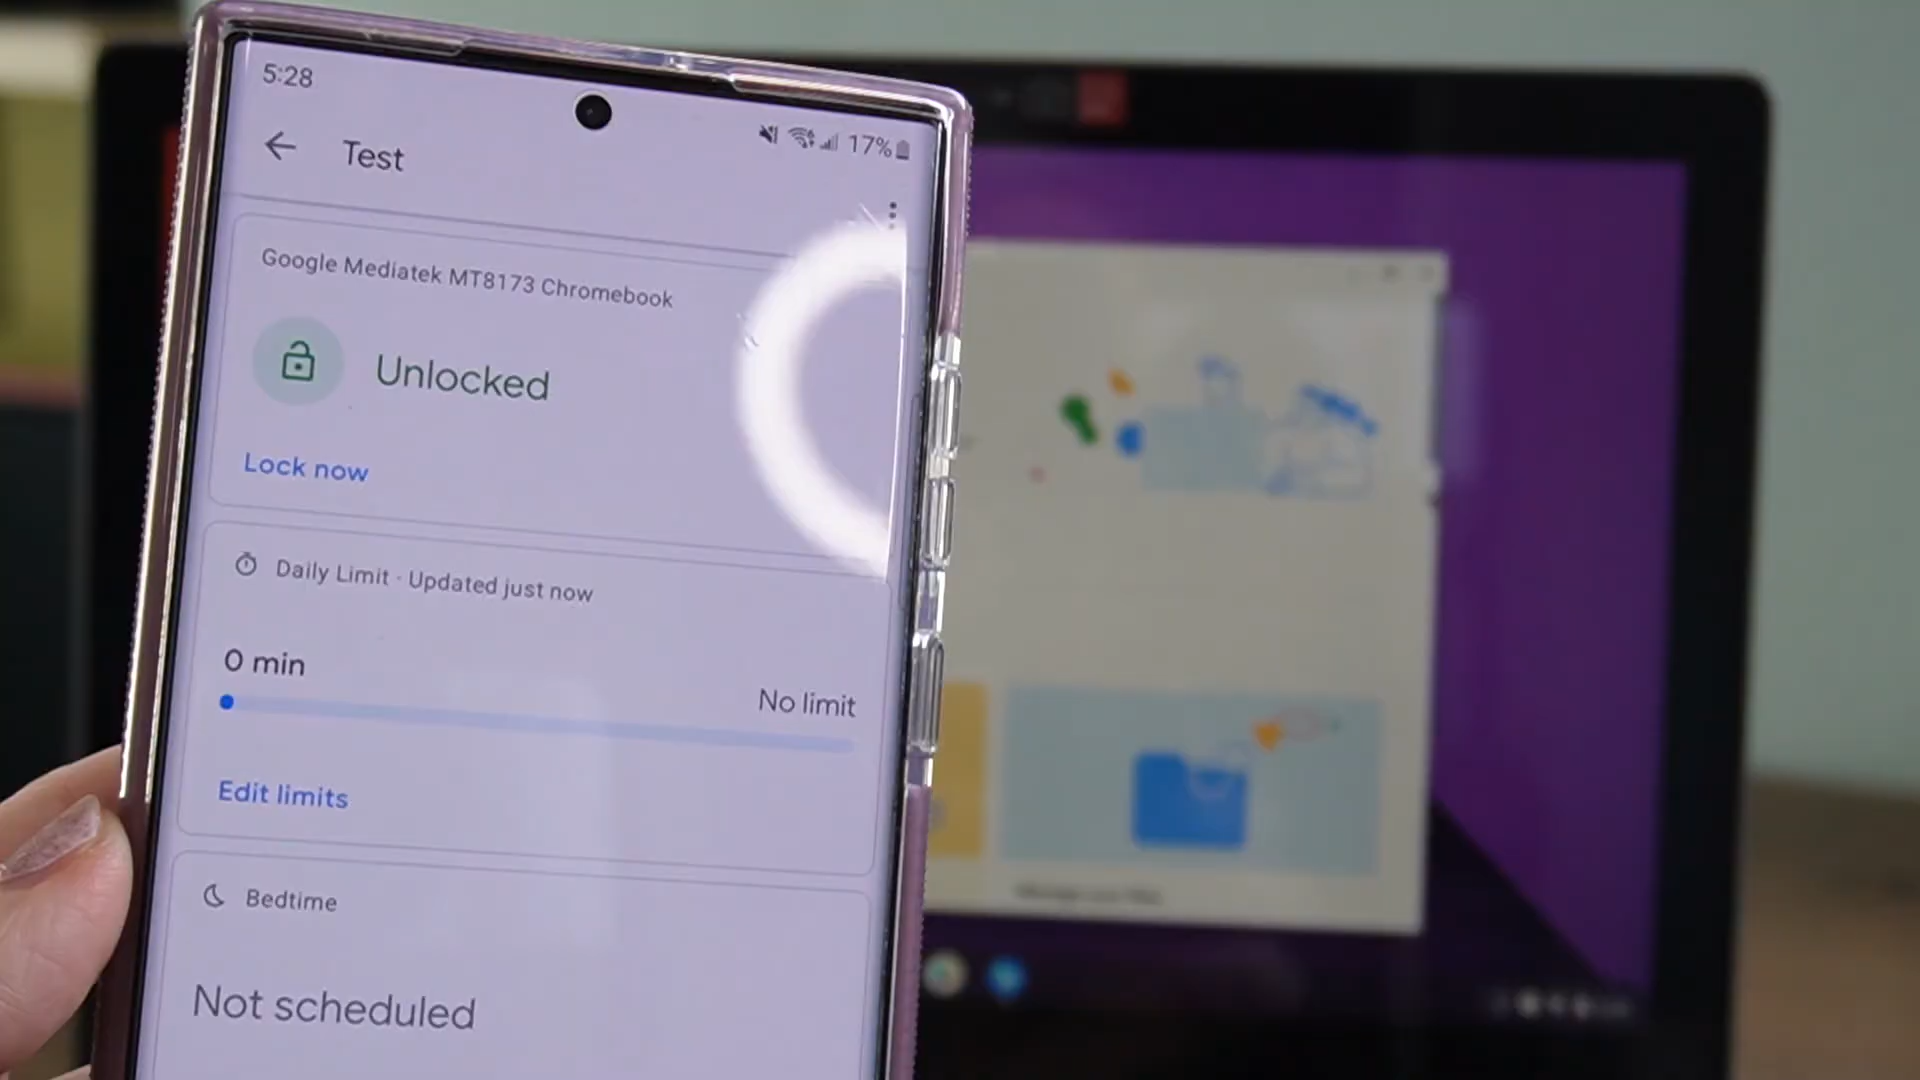 5:28
17%
Test
Google Mediatek MT8173 Chromebook
Unlocked
Lock now
Daily Limit · Updated just now
0 min
No limit
Edit limits
Bedtime
Not scheduled